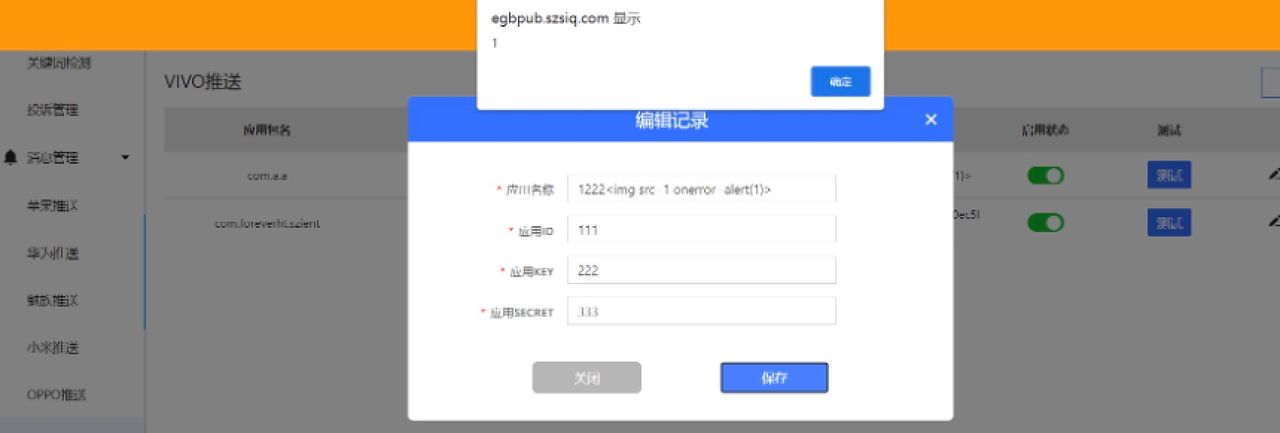 egbpub.szsiq.com 显示
1
确定
关键词检测
投诉管理
消息管理
苹果推送
华为推送
魅族推送
小米推送
OPPO推送
VIVO推送
应用包名
启用状态
测试
com.a.a
1)>
测试
com.foreverht.szient
0ec5l
测试
编辑记录
×
* 应用名称 1222<img src=1 onerror=alert(1)>
* 应用ID 111
* 应用KEY 222
* 应用SECRET 333
关闭
保存